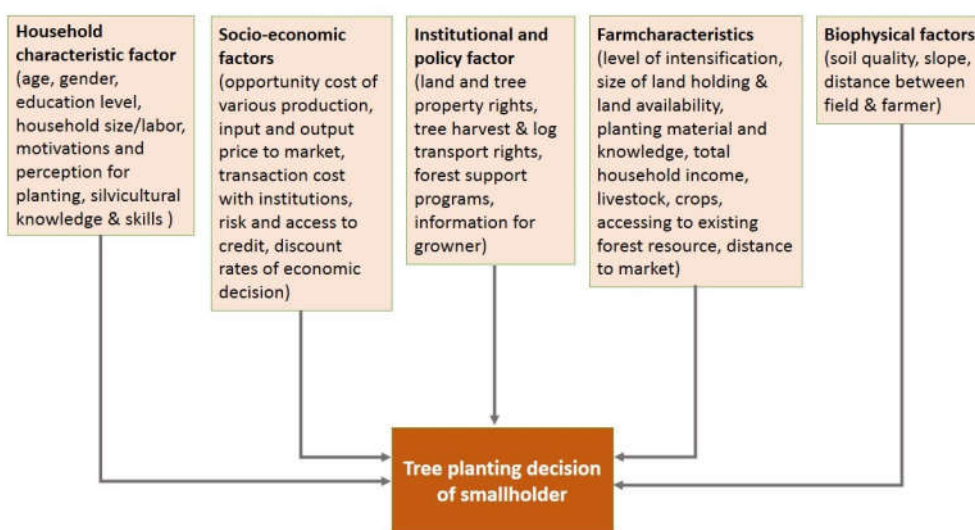 Household
characteristic factor
(age, gender,
education level,
household size/labor,
motivations and
perception for
planting, silvicultural
knowledge & skills )
Socio-economic
factors
(opportunity cost of
various production,
input and output
price to market,
transaction cost
with institutions,
risk and access to
credit, discount
rates of economic
decision)
Institutional and
policy factor
(land and tree
property rights,
tree harvest & log
transport rights,
forest support
programs,
information for
growner)
Farmcharacteristics
(level of intensification,
size of land holding &
land availability,
planting material and
knowledge, total
household income,
livestock, crops,
accessing to existing
forest resource, distance
to market)
Biophysical factors
(soil quality, slope,
distance between
field & farmer)
Tree planting decision
of smallholder